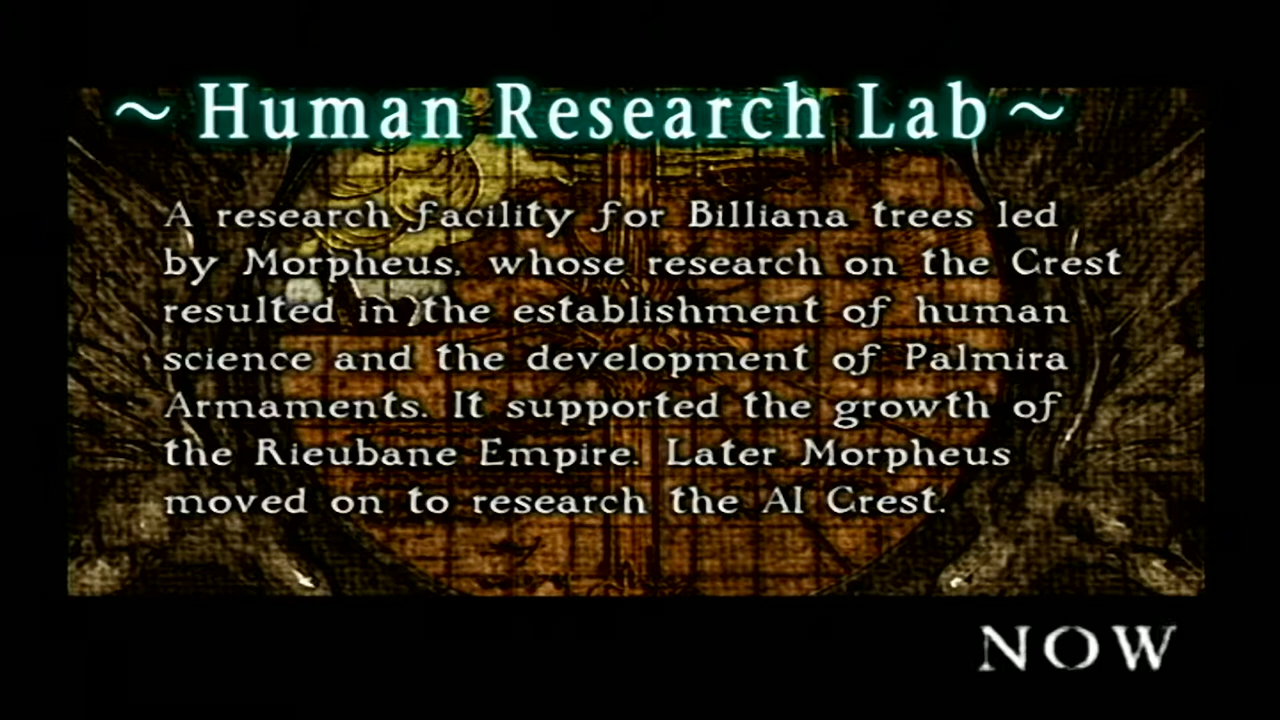 ~ Human Research Lab ~
A research facility for Billiana trees led
by Morpheus, whose research on the Crest
resulted in the establishment of human
science and the development of Palmira
Armaments. It supported the growth of
the Rieubane Empire. Later Morpheus
moved on to research the AI Crest.
NOW